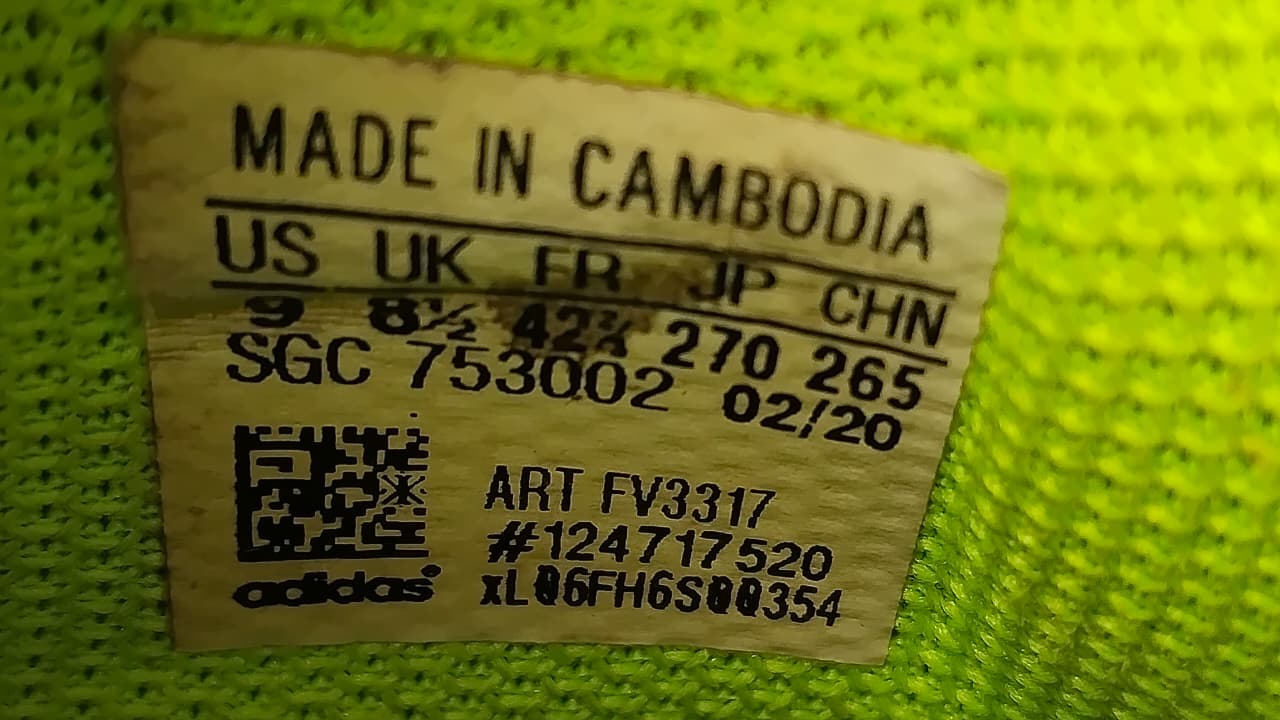 MADE IN CAMBODIA
US UK FR JP CHN
9 8½ 42⅔ 270 265
SGC 753002 02/20
ART FV3317
#124717520
xLQ6FH6S00354
adidas